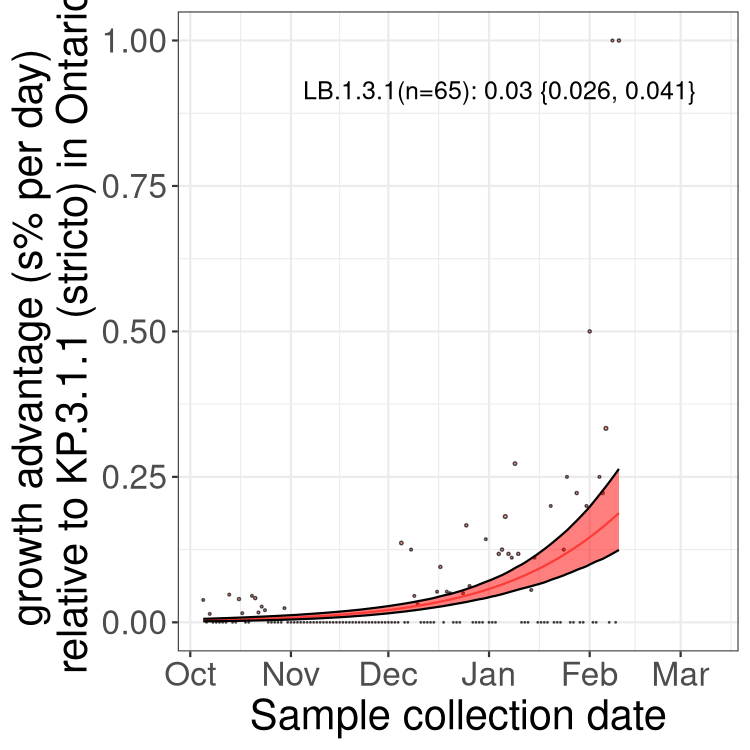 growth advantage (s% per day)
relative to KP.3.1.1 (stricto) in Ontario
1.00
0.75
0.50
0.25
0.00
LB.1.3.1(n=65): 0.03 {0.026, 0.041}
Oct Nov Dec Jan Feb Mar
Sample collection date